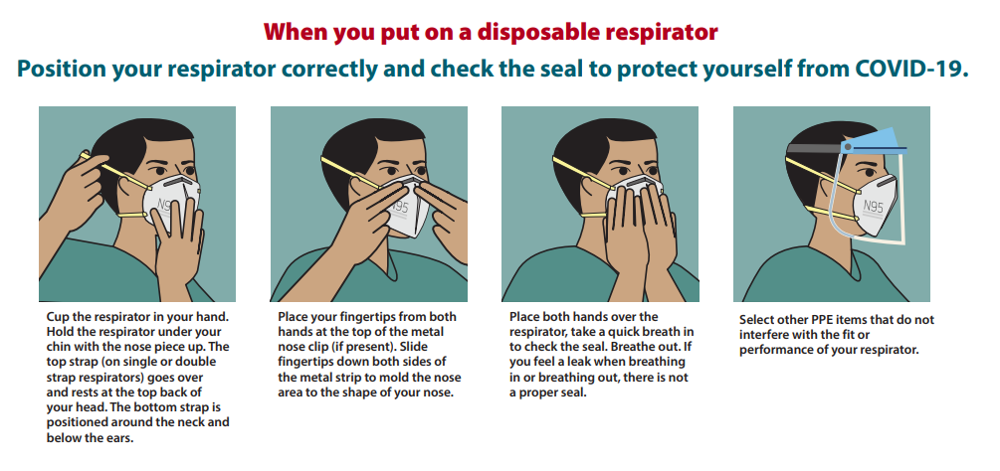 When you put on a disposable respirator
Position your respirator correctly and check the seal to protect yourself from COVID-19.
N9
95
N95
Cup the respirator in your hand.
Hold the respirator under your
chin with the nose piece up. The
top strap (on single or double
strap respirators) goes over
and rests at the top back of
your head. The bottom strap is
positioned around the neck and
below the ears.
Place your fingertips from both
hands at the top of the metal
nose clip (if present). Slide
fingertips down both sides of
the metal strip to mold the nose
area to the shape of your nose.
Place both hands over the
respirator, take a quick breath in
to check the seal. Breathe out. If
you feel a leak when breathing
in or breathing out, there is not
a proper seal.
Select other PPE items that do not
interfere with the fit or
performance of your respirator.